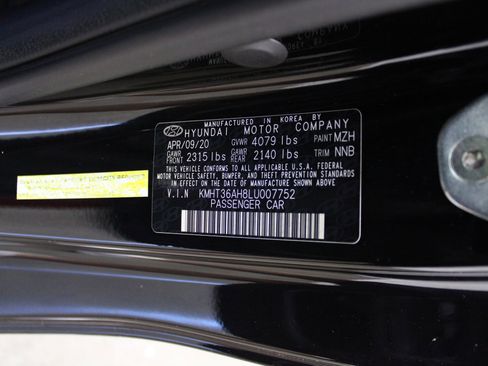 MANUFACTURED IN KOREA BY
HYUNDAI MOTOR COMPANY
APR/09/20 GVWR 4079 lbs PAINT MZH
GAWR FRONT 2315 lbs GAWR REAR 2140 lbs TRIM NNB
THIS VEHICLE CONFORMS TO ALL APPLICABLE U.S.A. FEDERAL
MOTOR VEHICLE SAFETY, BUMPER, AND THEFT PREVENTION STANDARDS
IN EFFECT ON THE DATE OF MANUFACTURE SHOWN ABOVE.
V.I.N KMHT36AH8LU007752
PASSENGER CAR